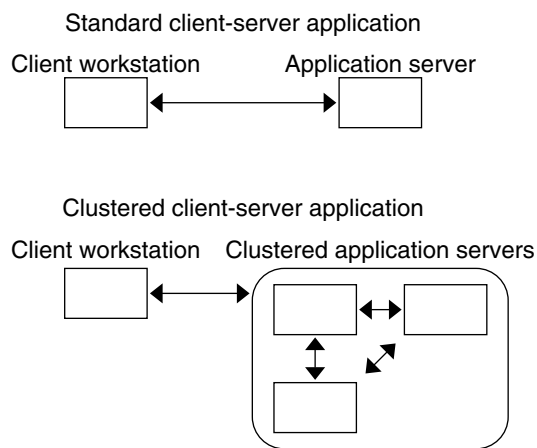 Standard client-server application
Client workstation Application server
Clustered client-server application
Client workstation Clustered application servers